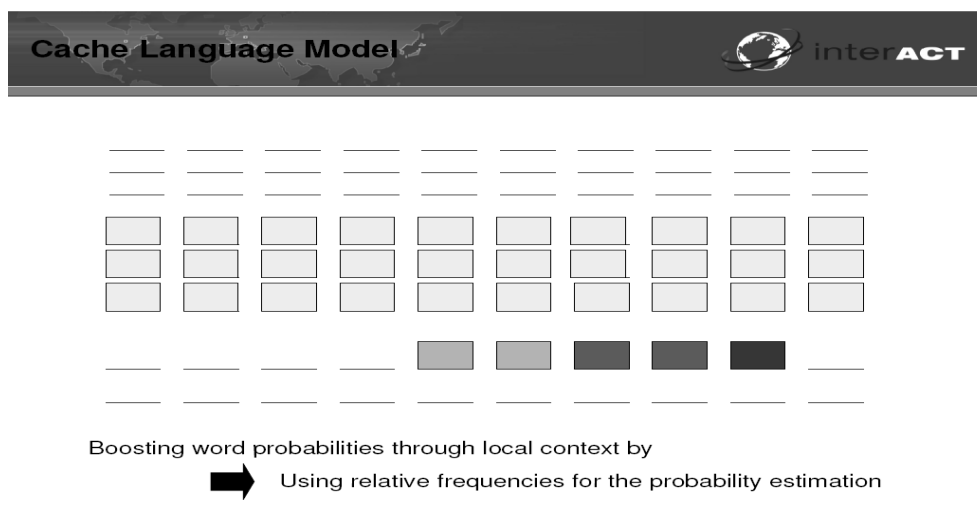 Cache Language Model
interACT
Boosting word probabilities through local context by
Using relative frequencies for the probability estimation